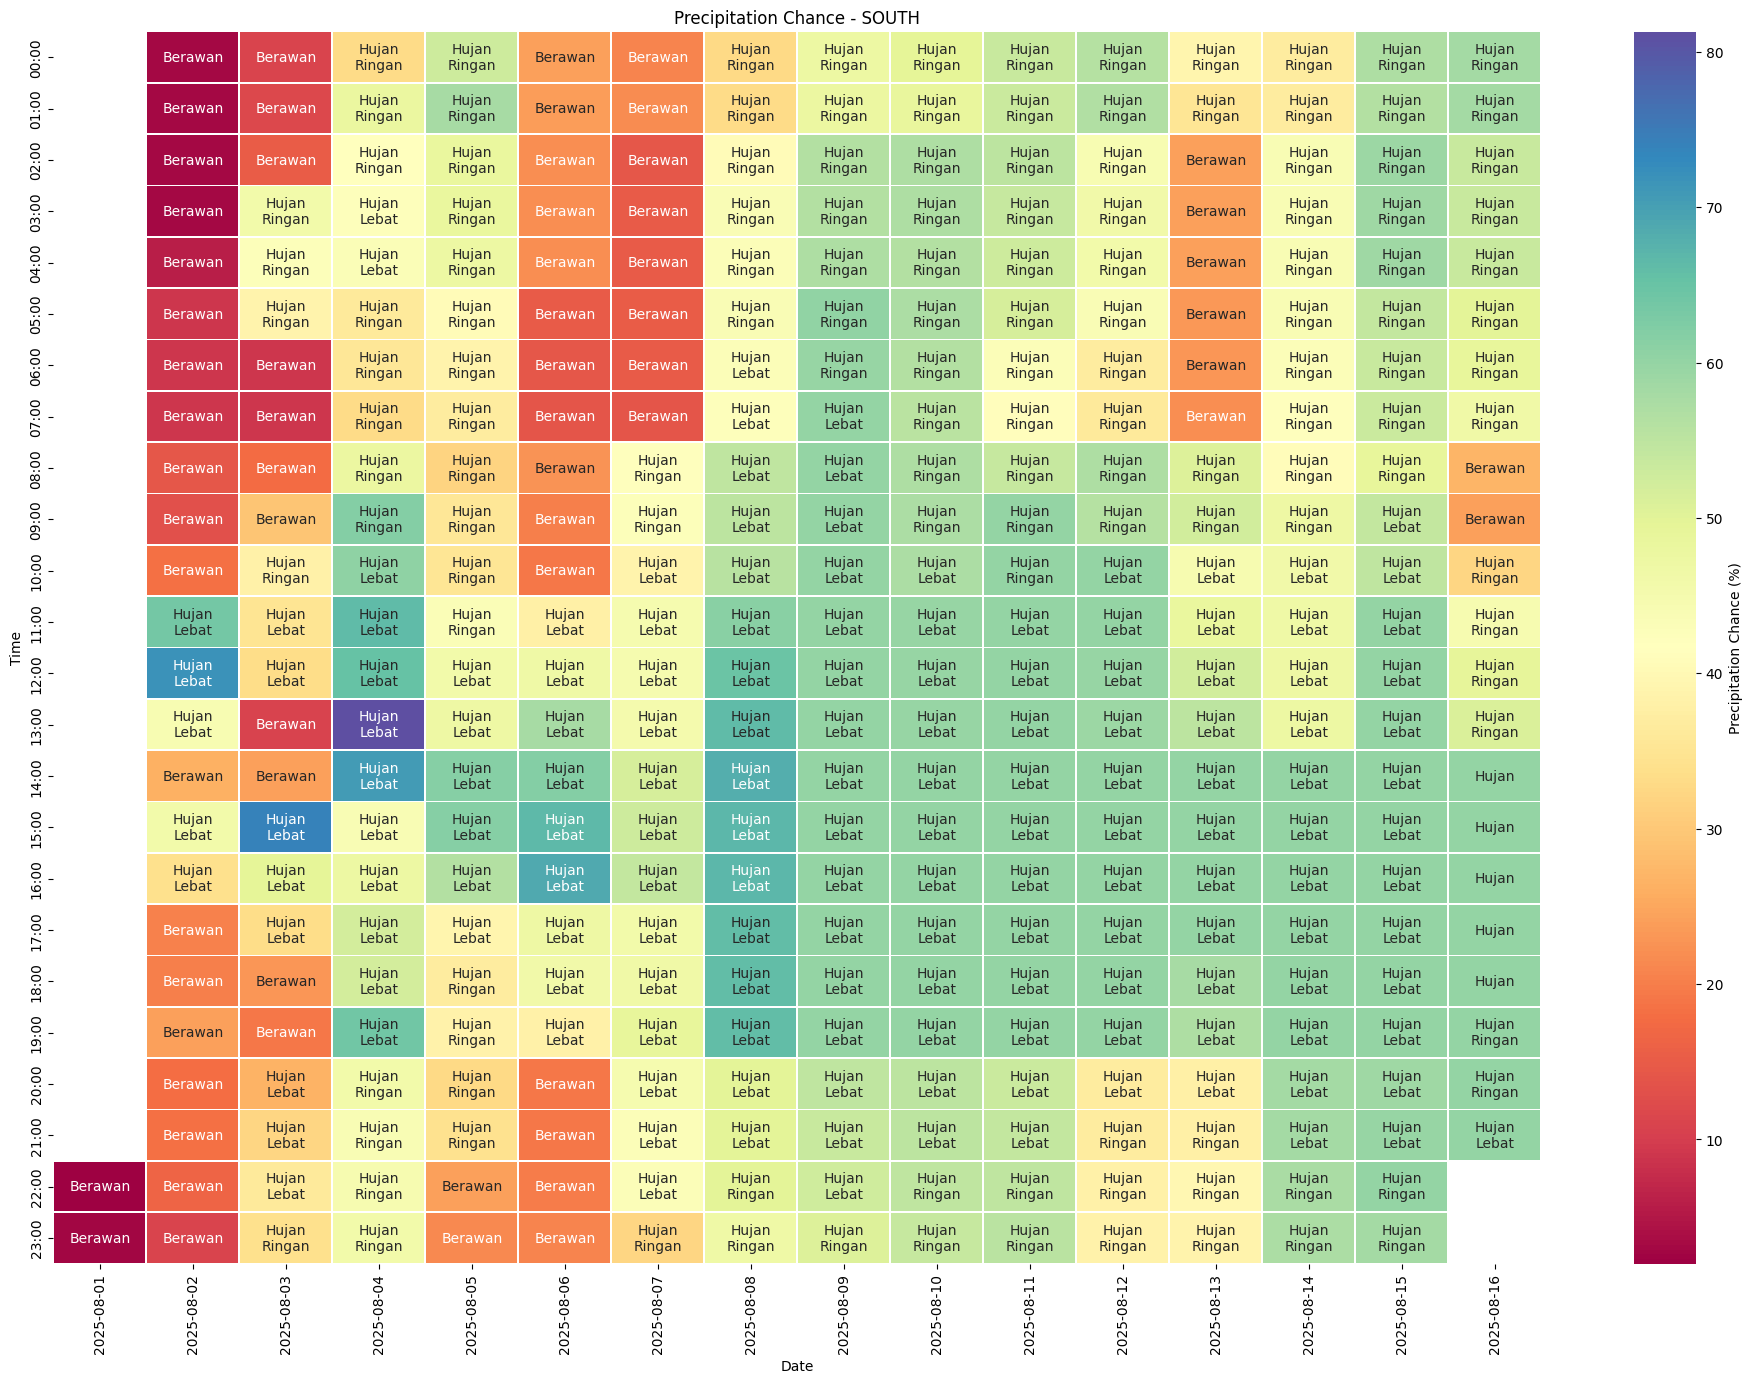 Precipitation Chance - SOUTH
00:00 Berawan Berawan Hujan Ringan Hujan Ringan Berawan Berawan Hujan Ringan Hujan Ringan Hujan Ringan Hujan Ringan Hujan Ringan Hujan Ringan Hujan Ringan Hujan Ringan Hujan Ringan
01:00 Berawan Berawan Hujan Ringan Hujan Ringan Berawan Berawan Hujan Ringan Hujan Ringan Hujan Ringan Hujan Ringan Hujan Ringan Hujan Ringan Hujan Ringan Hujan Ringan Hujan Ringan
02:00 Berawan Berawan Hujan Ringan Hujan Ringan Berawan Berawan Hujan Ringan Hujan Ringan Hujan Ringan Hujan Ringan Hujan Ringan Berawan Hujan Ringan Hujan Ringan Hujan Ringan
03:00 Berawan Hujan Ringan Hujan Lebat Hujan Ringan Berawan Berawan Hujan Ringan Hujan Ringan Hujan Ringan Hujan Ringan Hujan Ringan Berawan Hujan Ringan Hujan Ringan Hujan Ringan
04:00 Berawan Hujan Ringan Hujan Lebat Hujan Ringan Berawan Berawan Hujan Ringan Hujan Ringan Hujan Ringan Hujan Ringan Hujan Ringan Berawan Hujan Ringan Hujan Ringan Hujan Ringan
05:00 Berawan Hujan Ringan Hujan Ringan Hujan Ringan Berawan Berawan Hujan Ringan Hujan Ringan Hujan Ringan Hujan Ringan Hujan Ringan Berawan Hujan Ringan Hujan Ringan Hujan Ringan
06:00 Berawan Berawan Hujan Ringan Hujan Ringan Berawan Berawan Hujan Lebat Hujan Ringan Hujan Ringan Hujan Ringan Hujan Ringan Berawan Hujan Ringan Hujan Ringan Hujan Ringan
07:00 Berawan Berawan Hujan Ringan Hujan Ringan Berawan Berawan Hujan Lebat Hujan Lebat Hujan Ringan Hujan Ringan Hujan Ringan Berawan Hujan Ringan Hujan Ringan Hujan Ringan
08:00 Berawan Berawan Hujan Ringan Hujan Ringan Berawan Hujan Ringan Hujan Lebat Hujan Lebat Hujan Ringan Hujan Ringan Hujan Ringan Hujan Ringan Hujan Ringan Hujan Ringan Berawan
09:00 Berawan Berawan Hujan Ringan Hujan Ringan Berawan Hujan Ringan Hujan Lebat Hujan Lebat Hujan Ringan Hujan Ringan Hujan Ringan Hujan Ringan Hujan Ringan Hujan Lebat Berawan
10:00 Berawan Hujan Ringan Hujan Lebat Hujan Ringan Berawan Hujan Lebat Hujan Lebat Hujan Lebat Hujan Lebat Hujan Ringan Hujan Lebat Hujan Lebat Hujan Lebat Hujan Lebat Hujan Ringan
11:00 Hujan Lebat Hujan Lebat Hujan Lebat Hujan Ringan Hujan Lebat Hujan Lebat Hujan Lebat Hujan Lebat Hujan Lebat Hujan Lebat Hujan Lebat Hujan Lebat Hujan Lebat Hujan Lebat Hujan Ringan
12:00 Hujan Lebat Hujan Lebat Hujan Lebat Hujan Lebat Hujan Lebat Hujan Lebat Hujan Lebat Hujan Lebat Hujan Lebat Hujan Lebat Hujan Lebat Hujan Lebat Hujan Lebat Hujan Lebat Hujan Ringan
13:00 Hujan Lebat Berawan Hujan Lebat Hujan Lebat Hujan Lebat Hujan Lebat Hujan Lebat Hujan Lebat Hujan Lebat Hujan Lebat Hujan Lebat Hujan Lebat Hujan Lebat Hujan Lebat Hujan Ringan
14:00 Berawan Berawan Hujan Lebat Hujan Lebat Hujan Lebat Hujan Lebat Hujan Lebat Hujan Lebat Hujan Lebat Hujan Lebat Hujan Lebat Hujan Lebat Hujan Lebat Hujan Lebat Hujan
15:00 Hujan Lebat Hujan Lebat Hujan Lebat Hujan Lebat Hujan Lebat Hujan Lebat Hujan Lebat Hujan Lebat Hujan Lebat Hujan Lebat Hujan Lebat Hujan Lebat Hujan Lebat Hujan Lebat Hujan
16:00 Hujan Lebat Hujan Lebat Hujan Lebat Hujan Lebat Hujan Lebat Hujan Lebat Hujan Lebat Hujan Lebat Hujan Lebat Hujan Lebat Hujan Lebat Hujan Lebat Hujan Lebat Hujan Lebat Hujan
17:00 Berawan Hujan Lebat Hujan Lebat Hujan Lebat Hujan Lebat Hujan Lebat Hujan Lebat Hujan Lebat Hujan Lebat Hujan Lebat Hujan Lebat Hujan Lebat Hujan Lebat Hujan Lebat Hujan
18:00 Berawan Berawan Hujan Lebat Hujan Ringan Hujan Lebat Hujan Lebat Hujan Lebat Hujan Lebat Hujan Lebat Hujan Lebat Hujan Lebat Hujan Lebat Hujan Lebat Hujan Lebat Hujan
19:00 Berawan Berawan Hujan Lebat Hujan Ringan Hujan Lebat Hujan Lebat Hujan Lebat Hujan Lebat Hujan Lebat Hujan Lebat Hujan Lebat Hujan Lebat Hujan Lebat Hujan Lebat Hujan Ringan
20:00 Berawan Hujan Lebat Hujan Ringan Hujan Ringan Berawan Hujan Lebat Hujan Lebat Hujan Lebat Hujan Lebat Hujan Lebat Hujan Lebat Hujan Lebat Hujan Lebat Hujan Lebat Hujan Ringan
21:00 Berawan Hujan Lebat Hujan Ringan Hujan Ringan Berawan Hujan Lebat Hujan Lebat Hujan Lebat Hujan Lebat Hujan Lebat Hujan Ringan Hujan Ringan Hujan Lebat Hujan Lebat Hujan Lebat
22:00 Berawan Berawan Hujan Lebat Hujan Ringan Berawan Berawan Hujan Lebat Hujan Ringan Hujan Lebat Hujan Ringan Hujan Ringan Hujan Ringan Hujan Ringan Hujan Ringan Hujan Ringan
23:00 Berawan Berawan Hujan Ringan Hujan Ringan Berawan Berawan Hujan Ringan Hujan Ringan Hujan Ringan Hujan Ringan Hujan Ringan Hujan Ringan Hujan Ringan Hujan Ringan Hujan Ringan
Time
2025-08-01 2025-08-02 2025-08-03 2025-08-04 2025-08-05 2025-08-06 2025-08-07 2025-08-08 2025-08-09 2025-08-10 2025-08-11 2025-08-12 2025-08-13 2025-08-14 2025-08-15 2025-08-16
Date
80
70
60
50
40
30
20
10
Precipitation Chance (%)